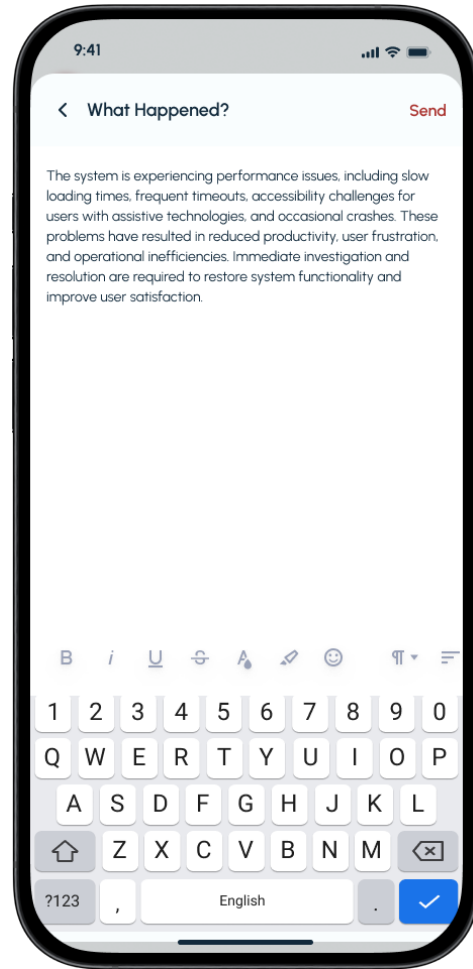 9:41
What Happened?
Send
The system is experiencing performance issues, including slow
loading times, frequent timeouts, accessibility challenges for
users with assistive technologies, and occasional crashes. These
problems have resulted in reduced productivity, user frustration,
and operational inefficiencies. Immediate investigation and
resolution are required to restore system functionality and
improve user satisfaction.
B i U S A ¶
1 2 3 4 5 6 7 8 9 0
Q W E R T Y U I O P
A S D F G H J K L
Z X C V B N M
?123 , English .